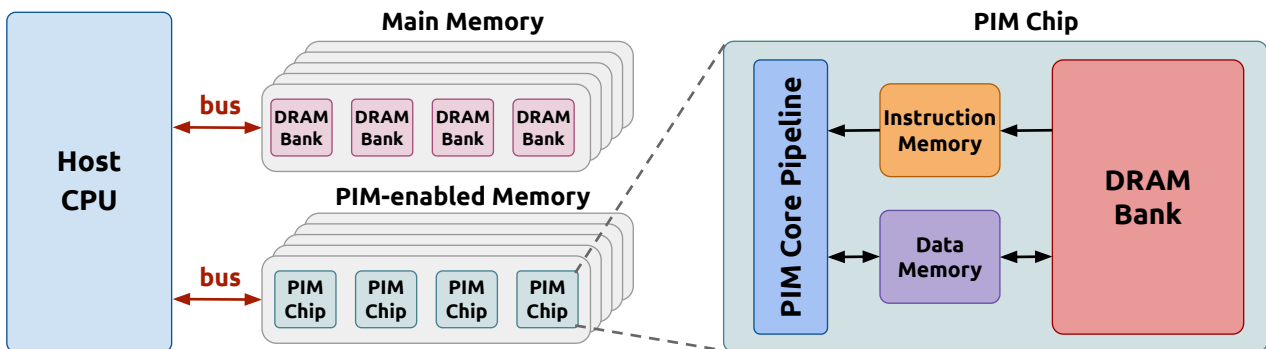 Main Memory
PIM Chip
Host
CPU
bus
DRAM
Bank
DRAM
Bank
DRAM
Bank
DRAM
Bank
PIM-enabled Memory
bus
PIM
Chip
PIM
Chip
PIM
Chip
PIM
Chip
PIM Core Pipeline
Instruction
Memory
Data
Memory
DRAM
Bank